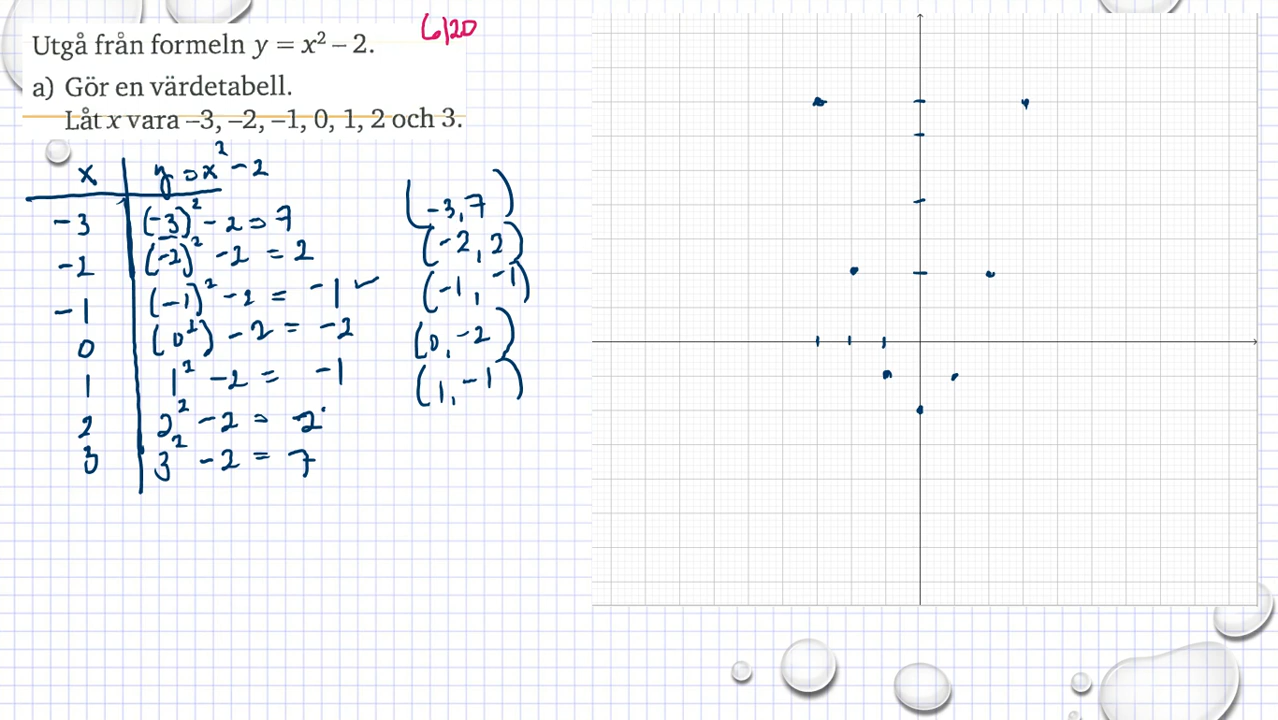 6/20
Utgå från formeln y = x² – 2.
a) Gör en värdetabell.
Låt x vara –3, –2, –1, 0, 1, 2 och 3.
x y = x² - 2
-3 (-3)² - 2 = 7 (-3, 7)
-2 (-2)² - 2 = 2 (-2, 2)
-1 (-1)² - 2 = -1 ✓ (-1, -1)
0 (0²) - 2 = -2 (0, -2)
1 1² - 2 = -1 (1, -1)
2 2² - 2 = 2
3 3² - 2 = 7